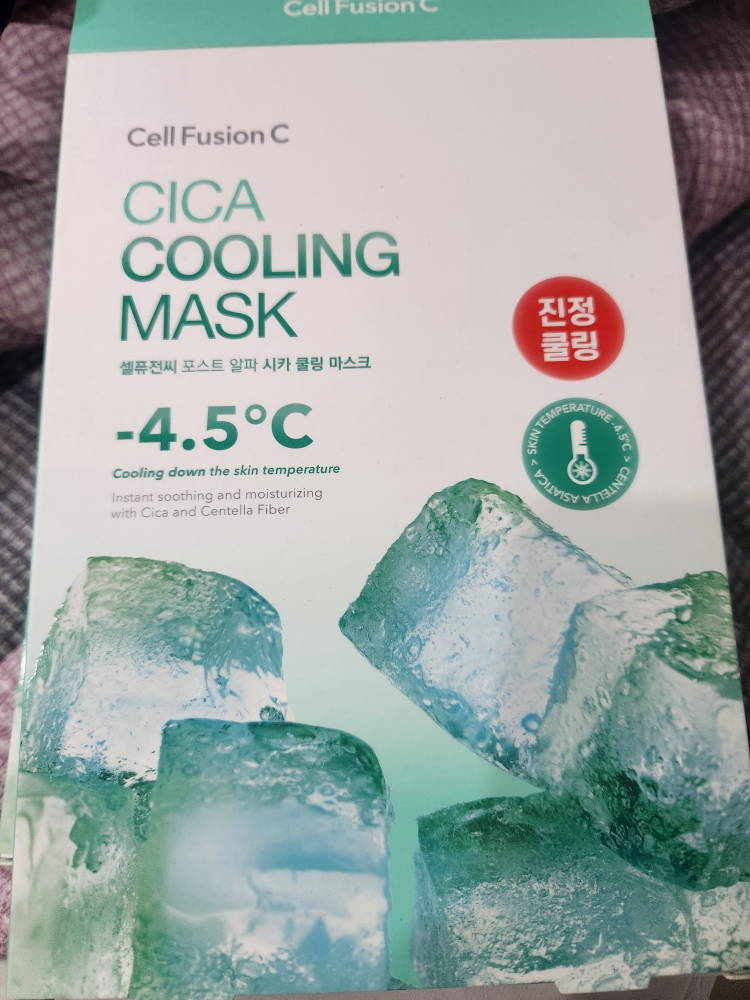 Cell Fusion C
Cell Fusion C
CICA
COOLING
MASK
셀퓨전씨 포스트 알파 시카 쿨링 마스크
-4.5°C
Cooling down the skin temperature
Instant soothing and moisturizing
with Cica and Centella Fiber
진정
쿨링
SKIN TEMPERATURE -4.5°C > CENTELLA ASIATICA <